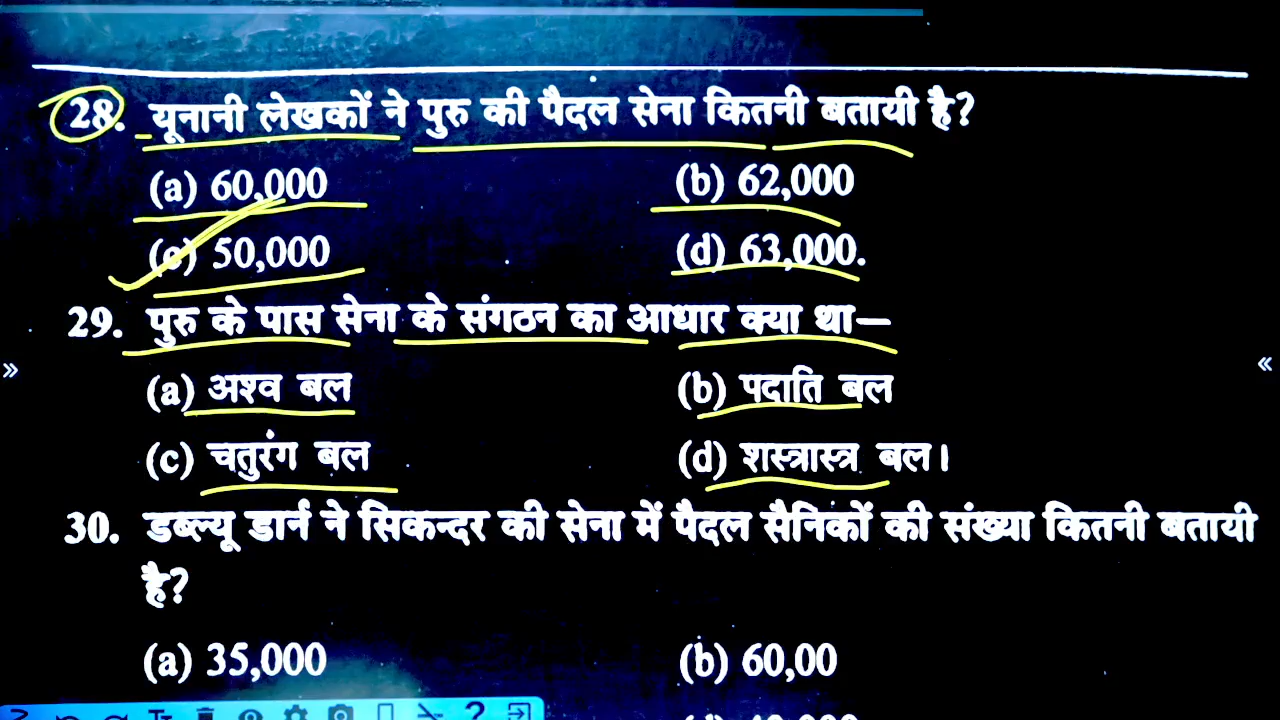 28. यूनानी लेखकों ने पुरु की पैदल सेना कितनी बतायी है?
(a) 60,000 (b) 62,000
(c) 50,000 (d) 63,000.
29. पुरु के पास सेना के संगठन का आधार क्या था—
(a) अश्व बल (b) पदाति बल
(c) चतुरंग बल (d) शस्त्रास्त्र बल।
30. डब्ल्यू डार्न ने सिकन्दर की सेना में पैदल सैनिकों की संख्या कितनी बतायी
है?
(a) 35,000 (b) 60,00